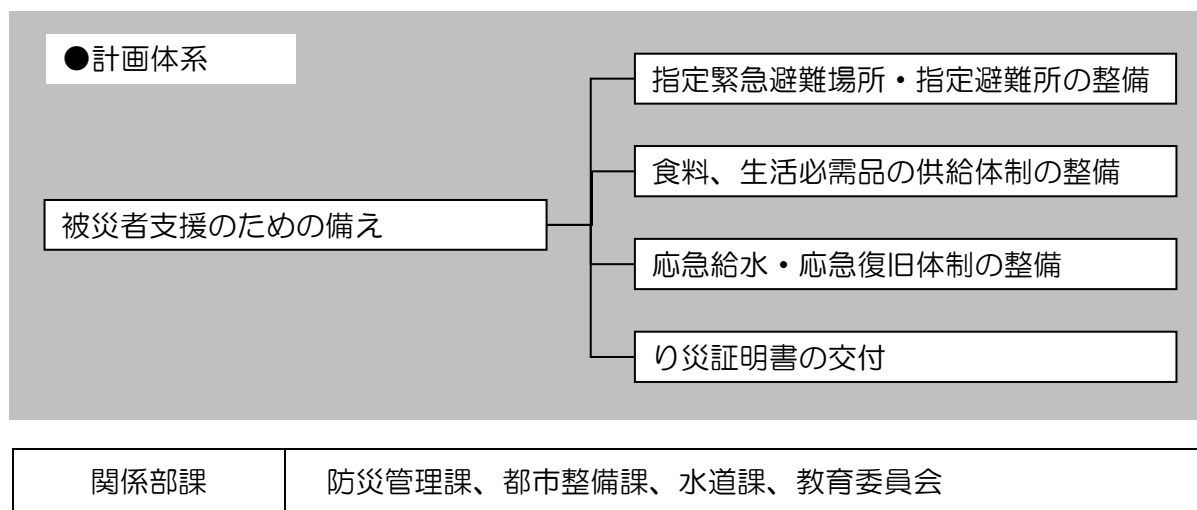 ●計画体系
指定緊急避難場所・指定避難所の整備
食料、生活必需品の供給体制の整備
被災者支援のための備え
応急給水・応急復旧体制の整備
り災証明書の交付
関係部課
防災管理課、都市整備課、水道課、教育委員会